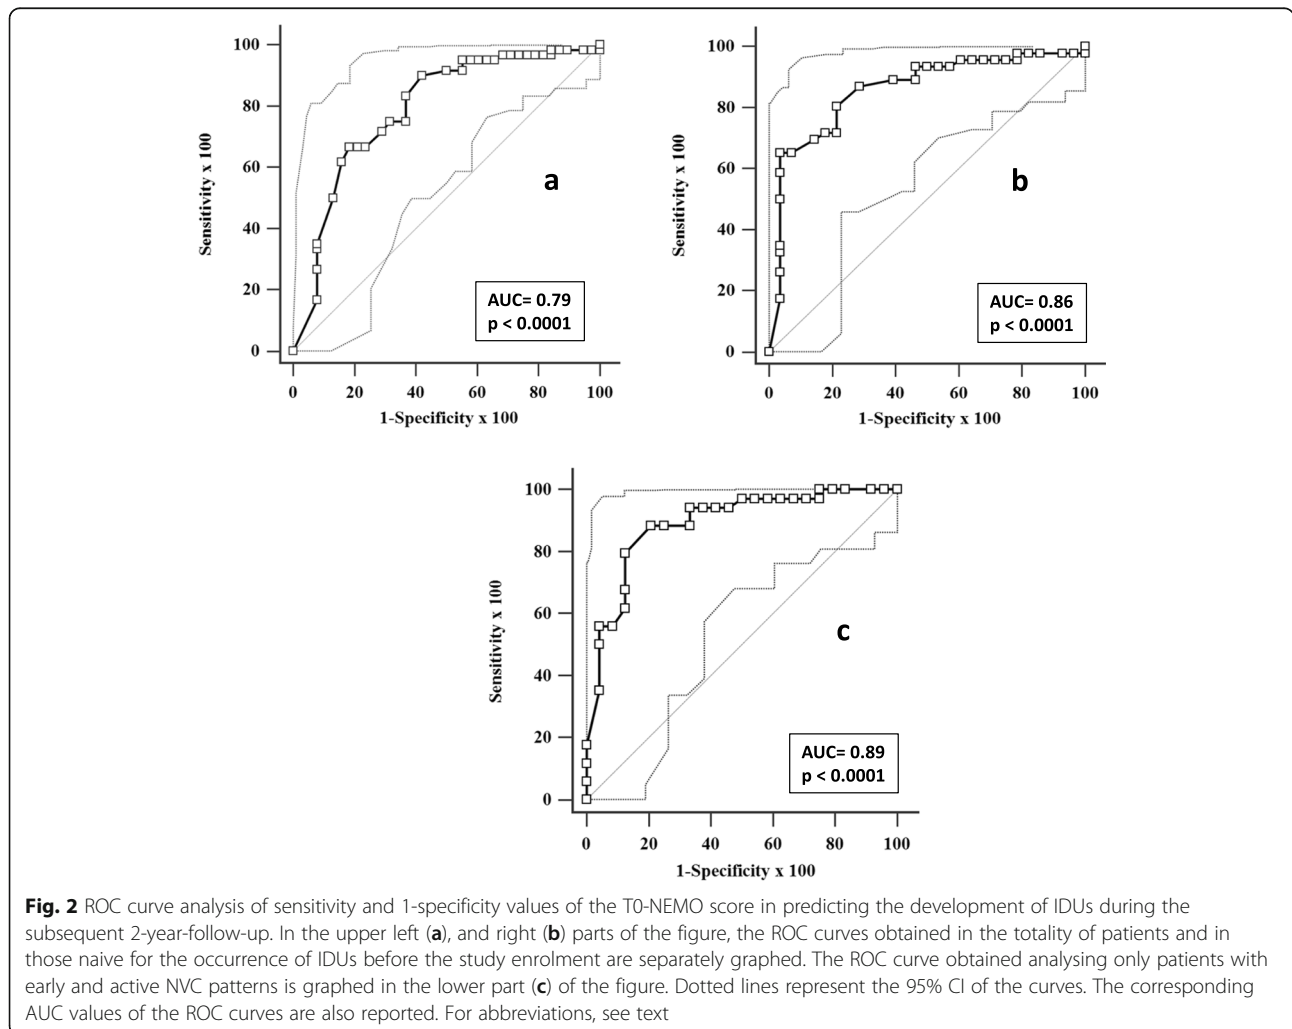 100
80
60
40
20
0
Sensitivity x 100
a
AUC= 0.79
p < 0.0001
0 20 40 60 80 100
1-Specificity x 100
100
80
60
40
20
0
Sensitivity x 100
b
AUC= 0.86
p < 0.0001
0 20 40 60 80 100
1-Specificity x 100
100
80
60
40
20
0
Sensitivity x 100
c
AUC= 0.89
p < 0.0001
0 20 40 60 80 100
1-Specificity x 100
Fig. 2 ROC curve analysis of sensitivity and 1-specificity values of the T0-NEMO score in predicting the development of IDUs during the
subsequent 2-year-follow-up. In the upper left (a), and right (b) parts of the figure, the ROC curves obtained in the totality of patients and in
those naive for the occurrence of IDUs before the study enrolment are separately graphed. The ROC curve obtained analysing only patients with
early and active NVC patterns is graphed in the lower part (c) of the figure. Dotted lines represent the 95% CI of the curves. The corresponding
AUC values of the ROC curves are also reported. For abbreviations, see text